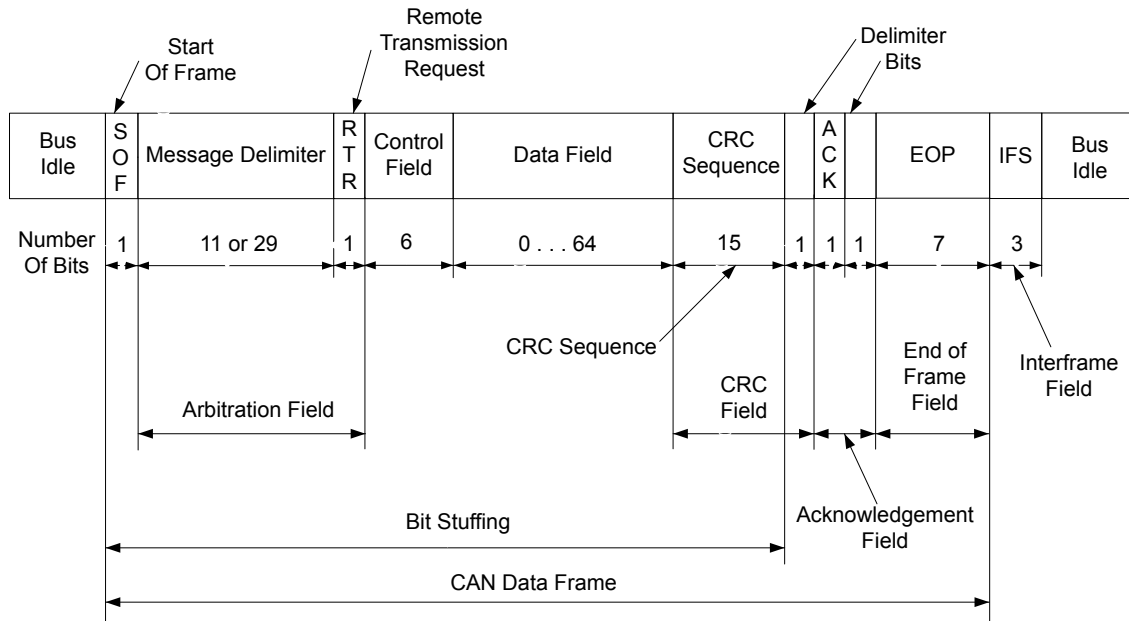 Start
Of Frame
Remote
Transmission
Request
Delimiter
Bits
Bus
Idle
S
O
F
Message Delimiter
R
T
R
Control
Field
Data Field
CRC
Sequence
A
C
K
EOP
IFS
Bus
Idle
Number
Of Bits
1
11 or 29
1
6
0 . . . 64
15
1
1
1
7
3
CRC Sequence
End of
Frame
Field
Interframe
Field
Arbitration Field
CRC
Field
Bit Stuffing
Acknowledgement
Field
CAN Data Frame